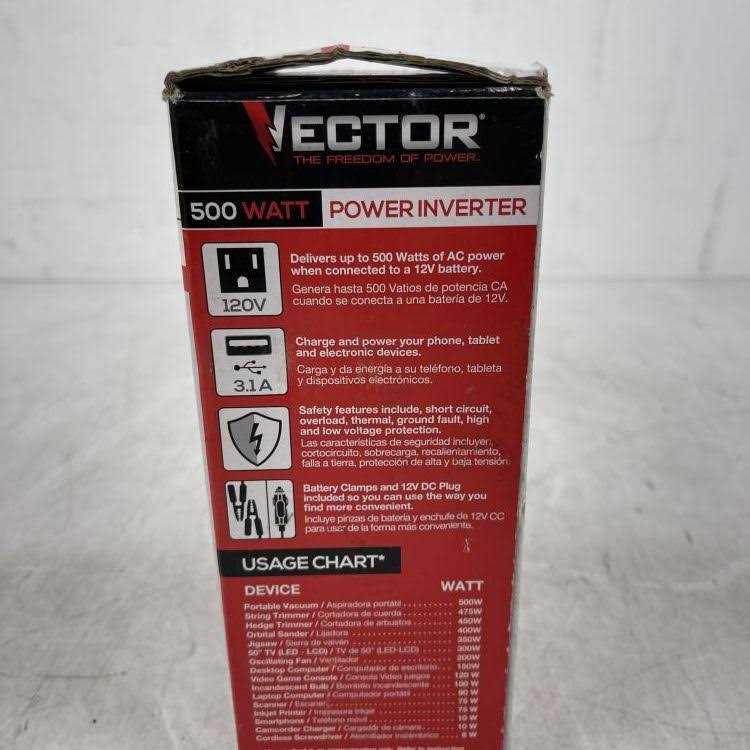 VECTOR®
THE FREEDOM OF POWER™
500 WATT POWER INVERTER
120V
Delivers up to 500 Watts of AC power
when connected to a 12V battery.
Genera hasta 500 Vatios de potencia CA
cuando se conecta a una batería de 12V.
3.1A
Charge and power your phone, tablet
and electronic devices.
Carga y da energía a su teléfono, tableta
y dispositivos electrónicos.
Safety features include, short circuit,
overload, thermal, ground fault, high
and low voltage protection.
Las características de seguridad incluyen,
cortocircuito, sobrecarga, recalientamiento,
falla a tierra, protección de alta y baja tensión.
Battery Clamps and 12V DC Plug
included so you can use the way you
find more convenient.
Incluye pinzas de batería y enchufe de 12V CC
para usar de la forma más conveniente.
USAGE CHART*
DEVICE WATT
Portable Vacuum / Aspiradora portátil 500W
String Trimmer / Cortadora de cuerda 475W
Hedge Trimmer / Cortadora de arbustos 450W
Orbital Sander / Lijadora 400W
Jigsaw / Sierra de vaivén 350W
50" TV (LED - LCD) / TV de 50" (LED-LCD) 300W
Oscillating Fan / Ventilador 200W
Desktop Computer / Computador de escritorio 150W
Video Game Console / Consola Video juegos 120 W
Incandescent Bulb / Bombillo incandescente 100 W
Laptop Computer / Computador portátil 90 W
Scanner / Escaner 75 W
Inkjet Printer / Impresora inkjet 75 W
Smartphone / Teléfono móvil 10 W
Camcorder Charger / Cargador de cámara 10 W
Cordless Screwdriver / Atornillador inalámbrico 8 W